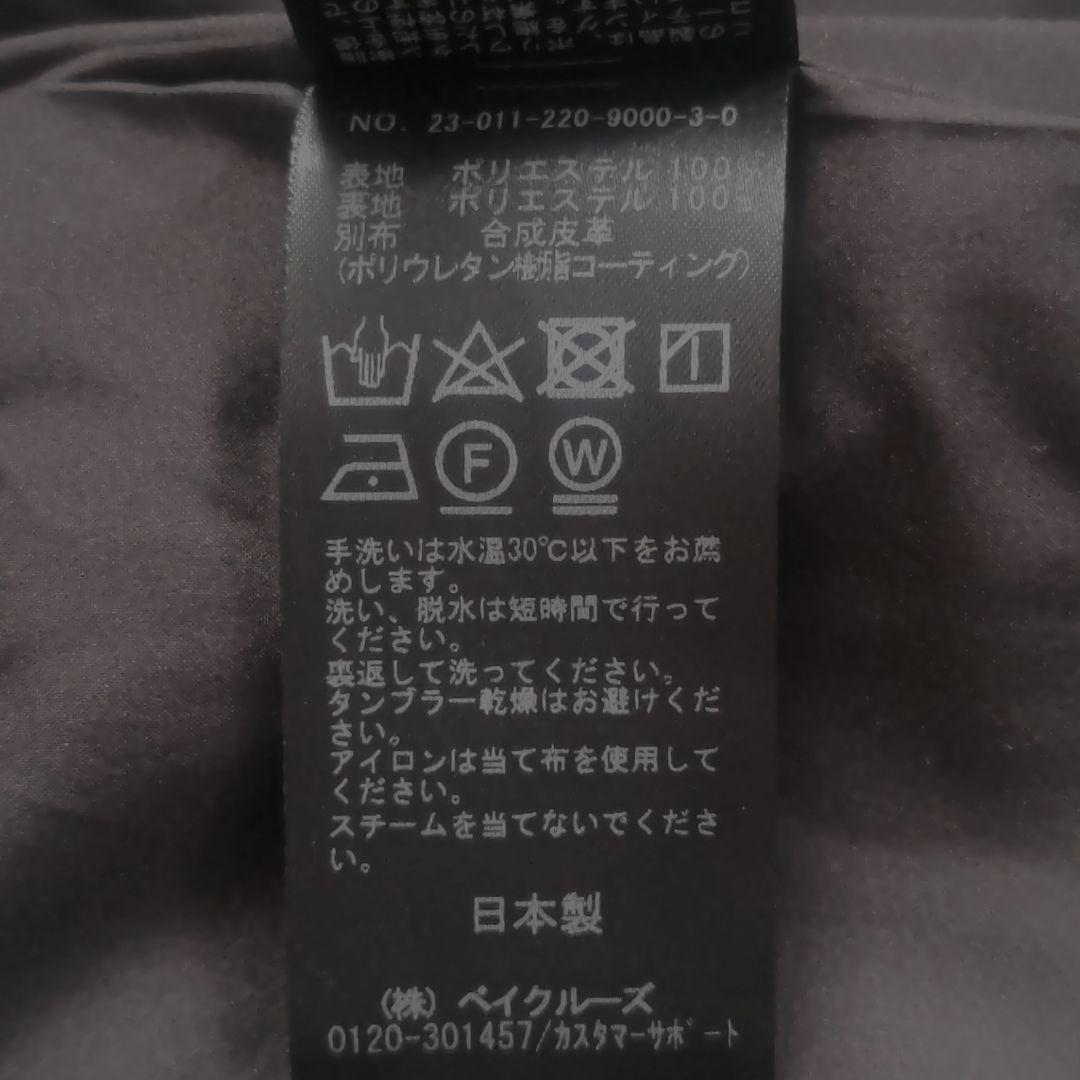 NO. 23-011-220-9000-3-0
表地 ポリエステル 100%
裏地 ポリエステル 100%
別布 合成皮革
(ポリウレタン樹脂コーティング)
F W
手洗いは水温30℃以下をお薦
めします。
洗い、脱水は短時間で行って
ください。
裏返して洗ってください。
タンブラー乾燥はお避けくだ
さい。
アイロンは当て布を使用して
ください。
スチームを当てないでくださ
い。
日本製
(株) ベイクルーズ
0120-301457/カスタマーサポート